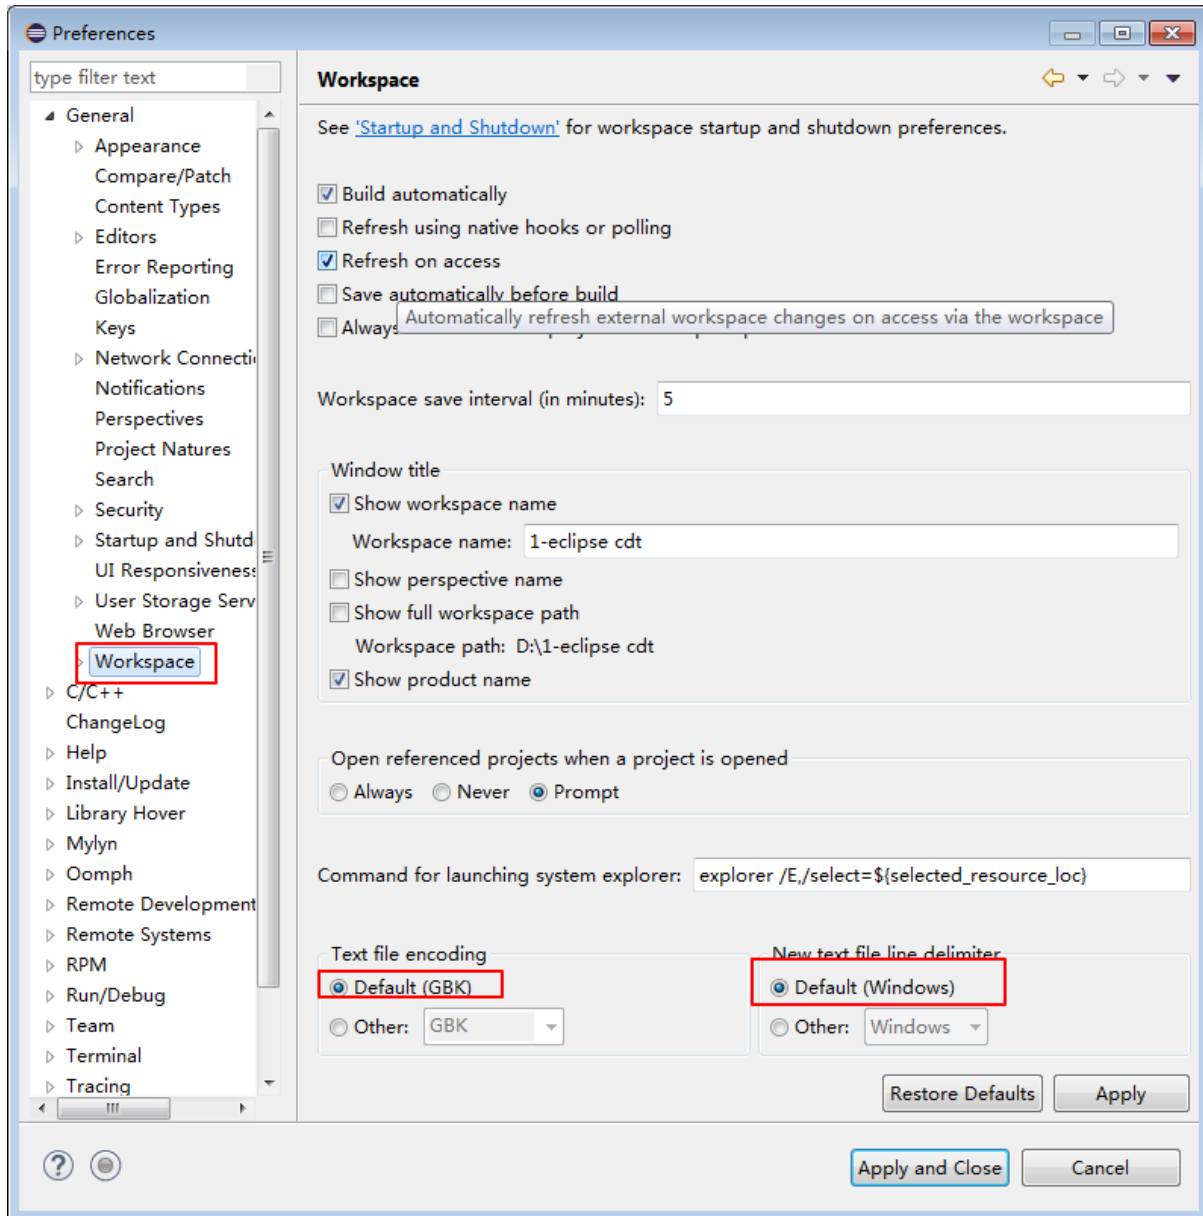 Preferences
type filter text
General
Appearance
Compare/Patch
Content Types
Editors
Error Reporting
Globalization
Keys
Network Connecti
Notifications
Perspectives
Project Natures
Search
Security
Startup and Shutd
UI Responsiveness
User Storage Serv
Web Browser
Workspace
C/C++
ChangeLog
Help
Install/Update
Library Hover
Mylyn
Oomph
Remote Development
Remote Systems
RPM
Run/Debug
Team
Terminal
Tracing
Workspace
See 'Startup and Shutdown' for workspace startup and shutdown preferences.
Build automatically
Refresh using native hooks or polling
Refresh on access
Save automatically before build
Automatically refresh external workspace changes on access via the workspace
Always
Workspace save interval (in minutes): 5
Window title
Show workspace name
Workspace name: 1-eclipse cdt
Show perspective name
Show full workspace path
Workspace path: D:\1-eclipse cdt
Show product name
Open referenced projects when a project is opened
Always Never Prompt
Command for launching system explorer: explorer /E,/select=${selected_resource_loc}
Text file encoding
Default (GBK)
Other: GBK
New text file line delimiter
Default (Windows)
Other: Windows
Restore Defaults Apply
Apply and Close Cancel